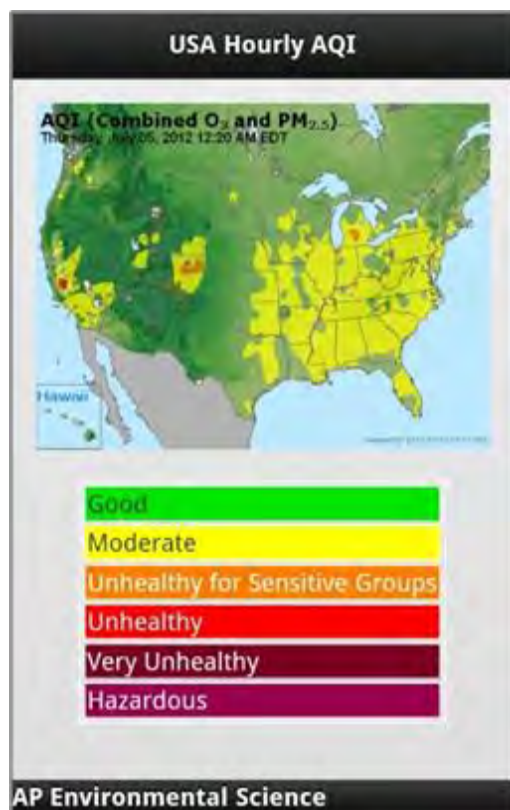 USA Hourly AQI
AQI (Combined O₃ and PM₂.₅)
Thursday, July 05, 2012 12:20 AM EDT
Hawaii
Good
Moderate
Unhealthy for Sensitive Groups
Unhealthy
Very Unhealthy
Hazardous
AP Environmental Science